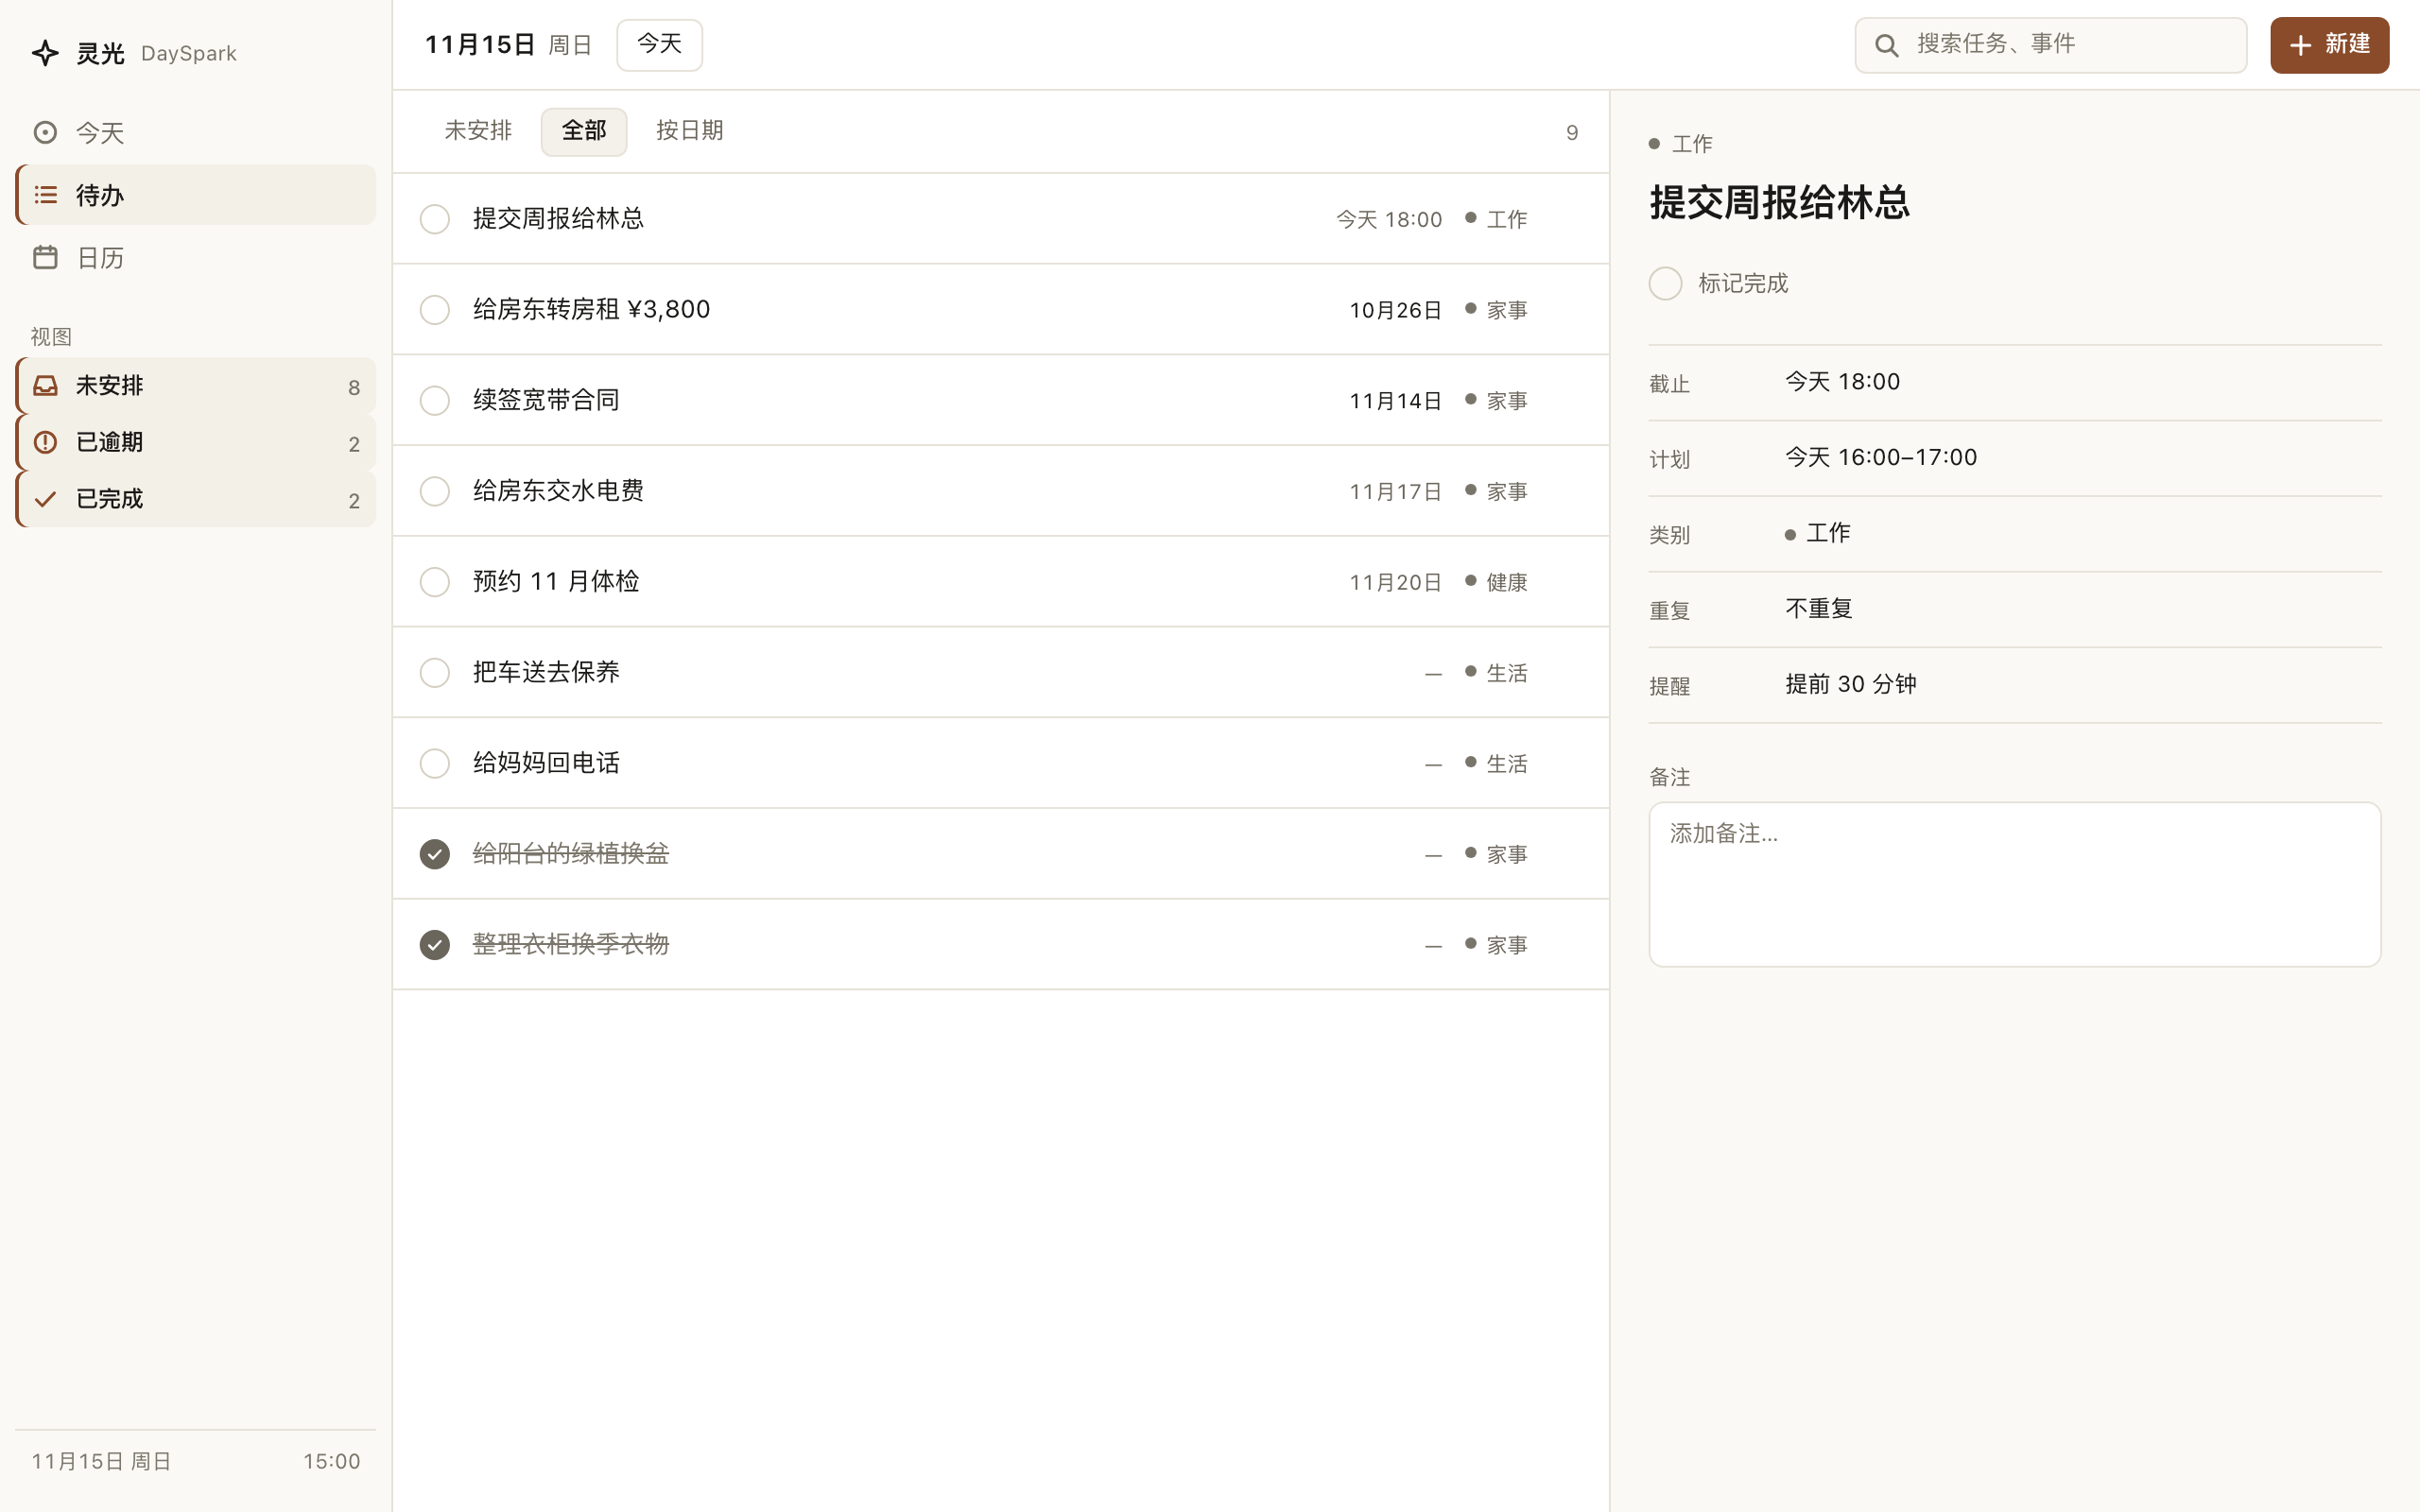 灵光 DaySpark
今天
待办
日历
视图
未安排 8
已逾期 2
已完成 2
11月15日 周日 15:00
11月15日 周日 今天
搜索任务、事件
新建
未安排 全部 按日期 9
提交周报给林总 今天 18:00 工作
给房东转房租 ¥3,800 10月26日 家事
续签宽带合同 11月14日 家事
给房东交水电费 11月17日 家事
预约 11 月体检 11月20日 健康
把车送去保养 — 生活
给妈妈回电话 — 生活
给阳台的绿植换盆 — 家事
整理衣柜换季衣物 — 家事
工作
提交周报给林总
标记完成
截止 今天 18:00
计划 今天 16:00–17:00
类别 工作
重复 不重复
提醒 提前 30 分钟
备注
添加备注...